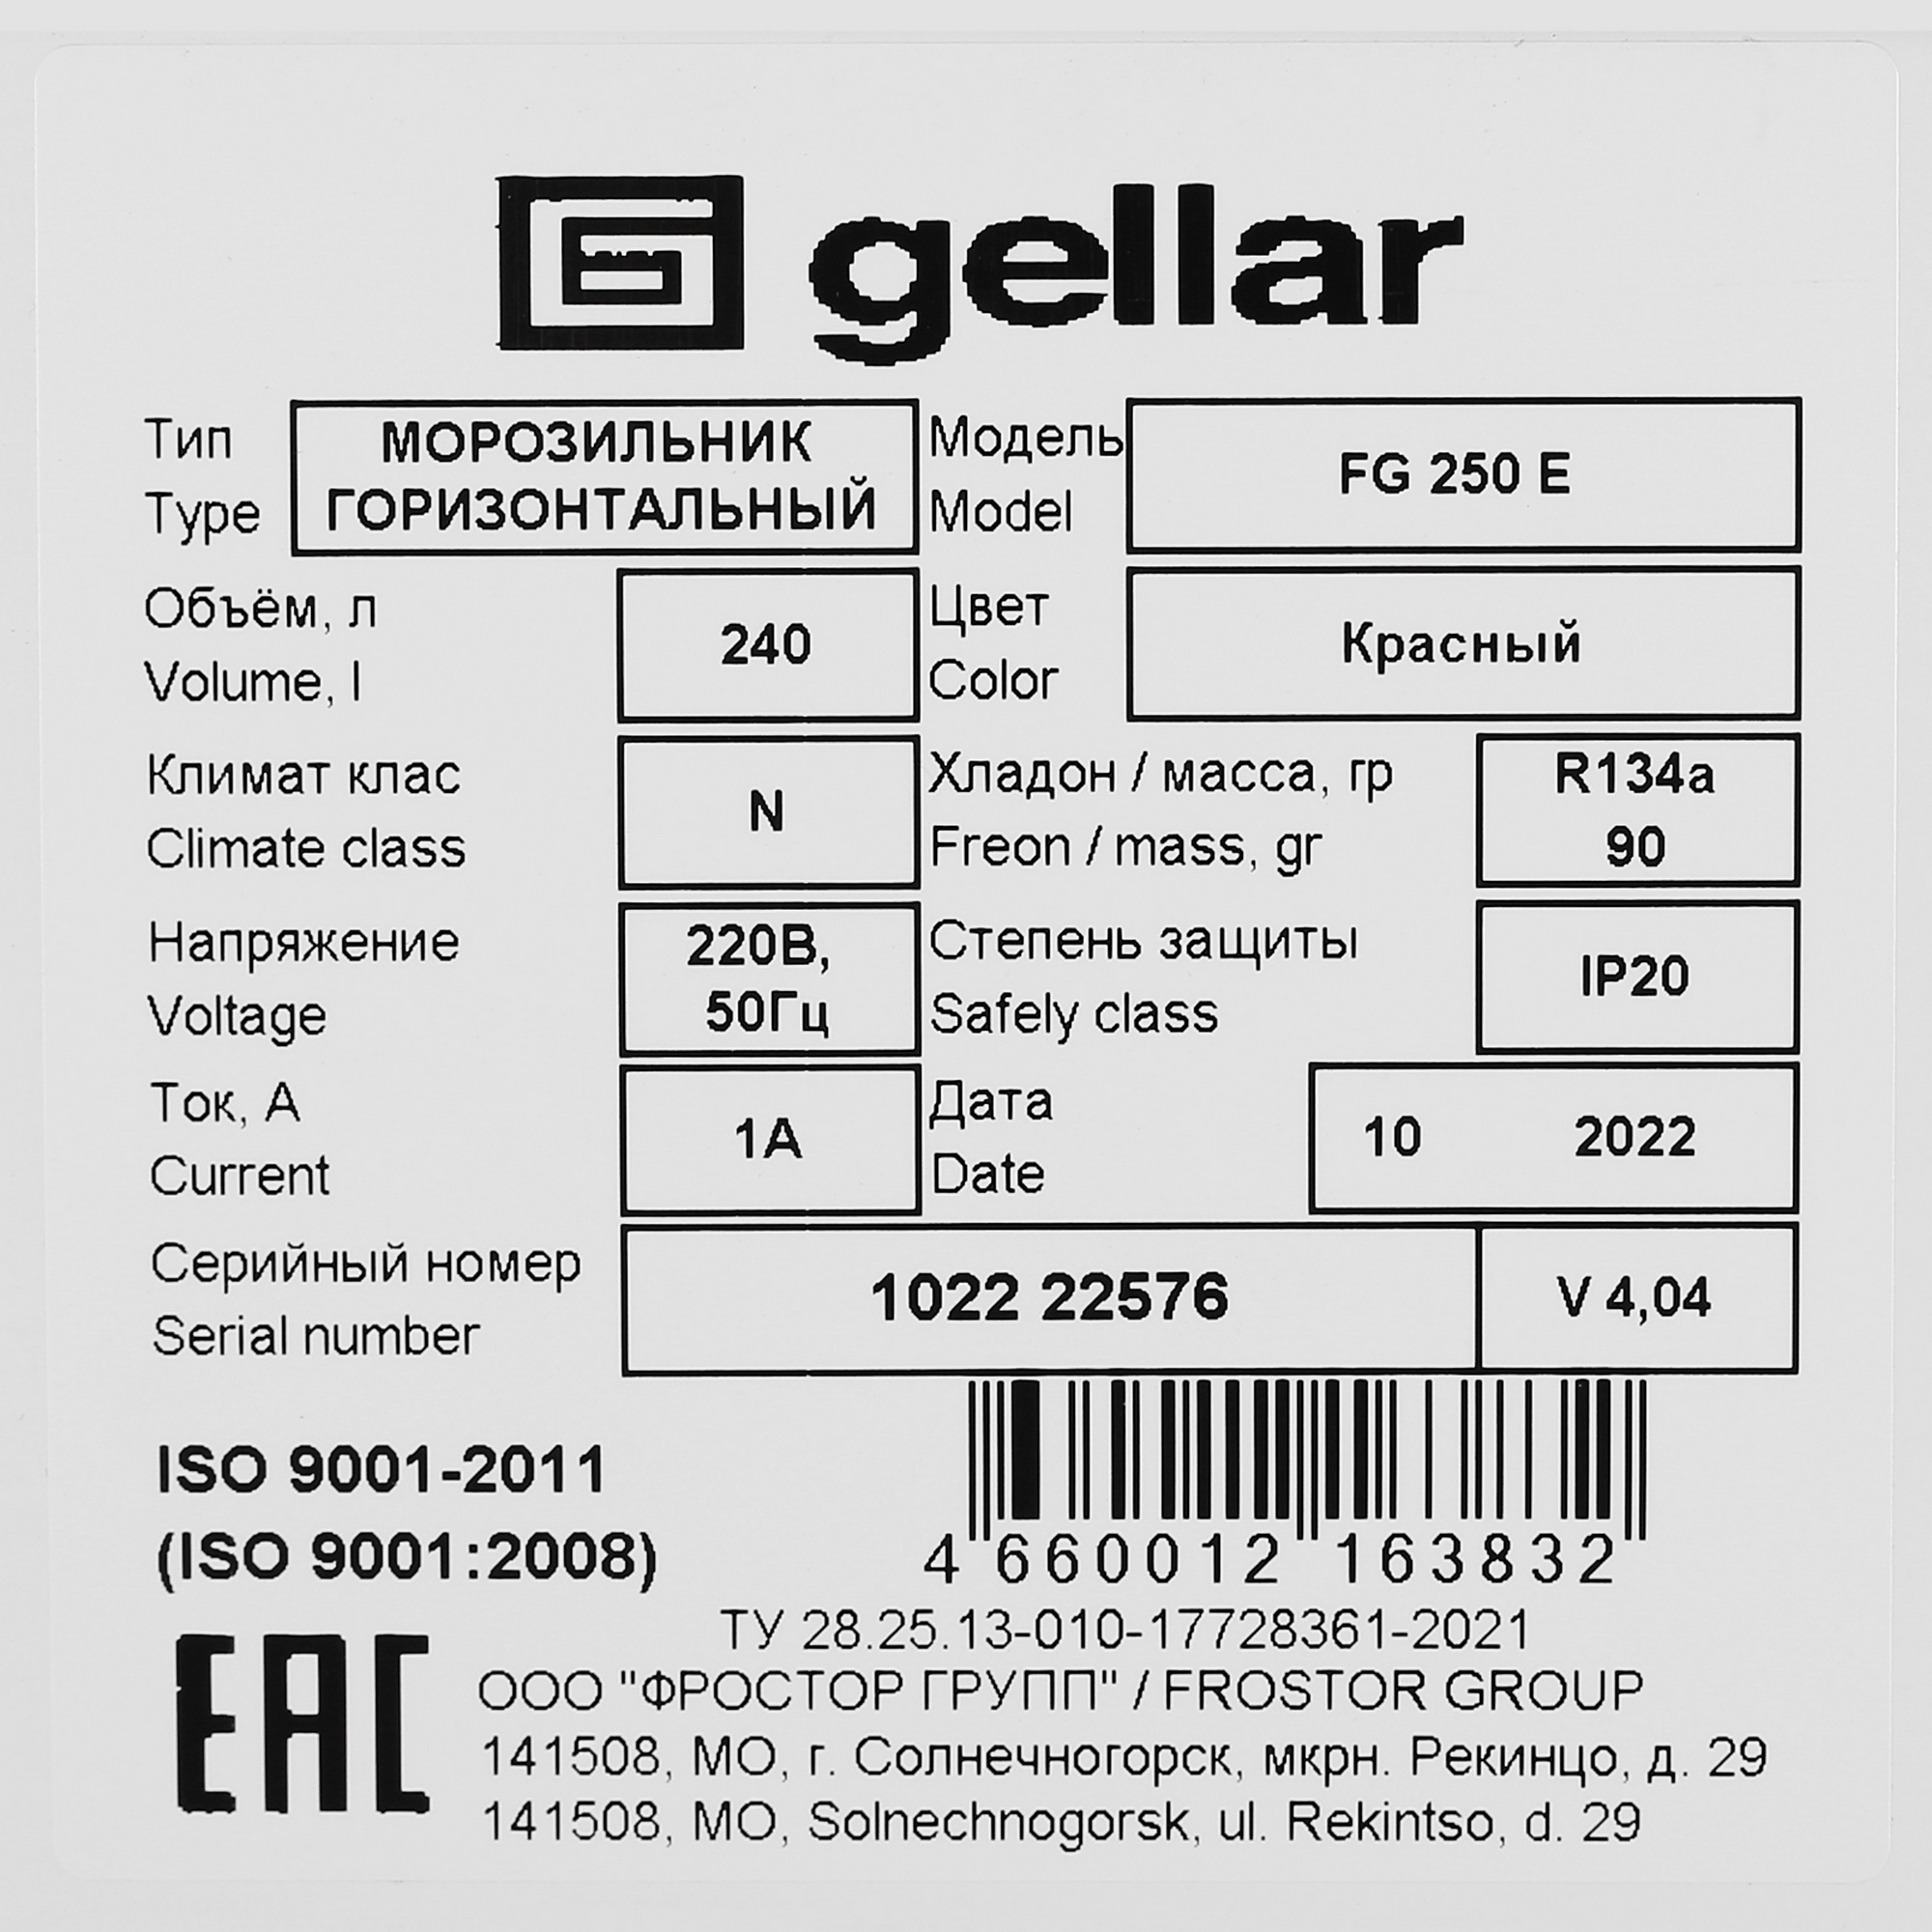 gellar
Тип МОРОЗИЛЬНИК Модель FG 250 E
Type ГОРИЗОНТАЛЬНЫЙ Model
Объём, л 240 Цвет Красный
Volume, l Color
Климат клас N Хладон / масса, гр R134a
Climate class Freon / mass, gr 90
Напряжение 220В, Степень защиты IP20
Voltage 50Гц Safely class
Ток, А 1А Дата 10 2022
Current Date
Серийный номер 1022 22576 V 4,04
Serial number
ISO 9001-2011
(ISO 9001:2008)
4 660012 163832
ТУ 28.25.13-010-17728361-2021
EAC
ООО "ФРОСТОР ГРУПП" / FROSTOR GROUP
141508, МО, г. Солнечногорск, мкрн. Рекинцо, д. 29
141508, МО, Solnechnogorsk, ul. Rekintso, d. 29